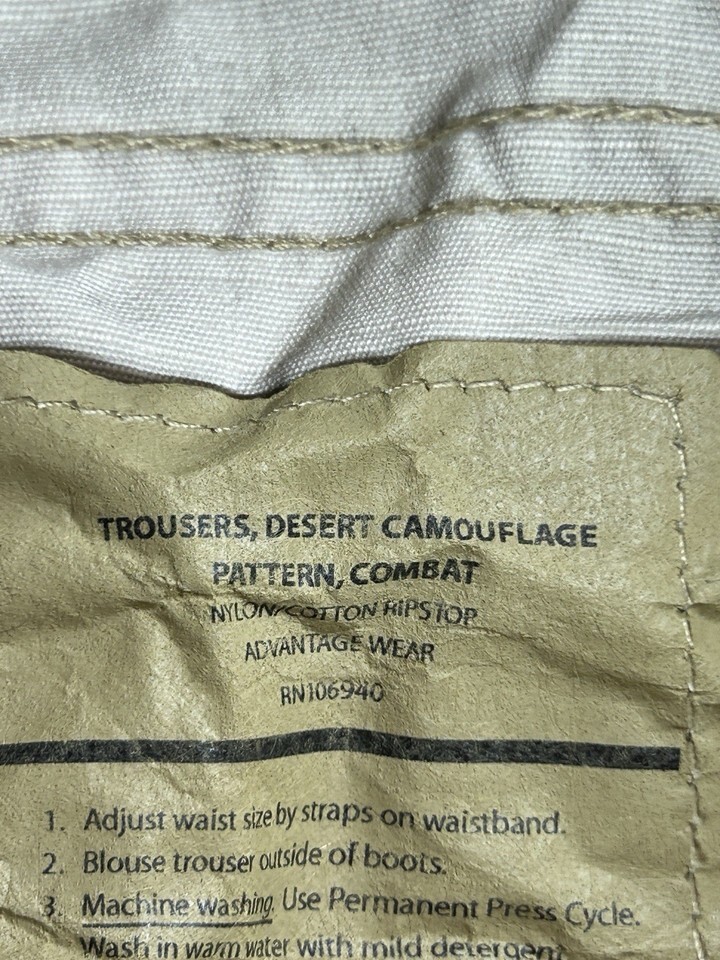 TROUSERS, DESERT CAMOUFLAGE
PATTERN, COMBAT
NYLON/COTTON RIPSTOP
ADVANTAGE WEAR
RN106940
1. Adjust waist size by straps on waistband.
2. Blouse trouser outside of boots.
3. Machine washing. Use Permanent Press Cycle.
Wash in warm water with mild detergent